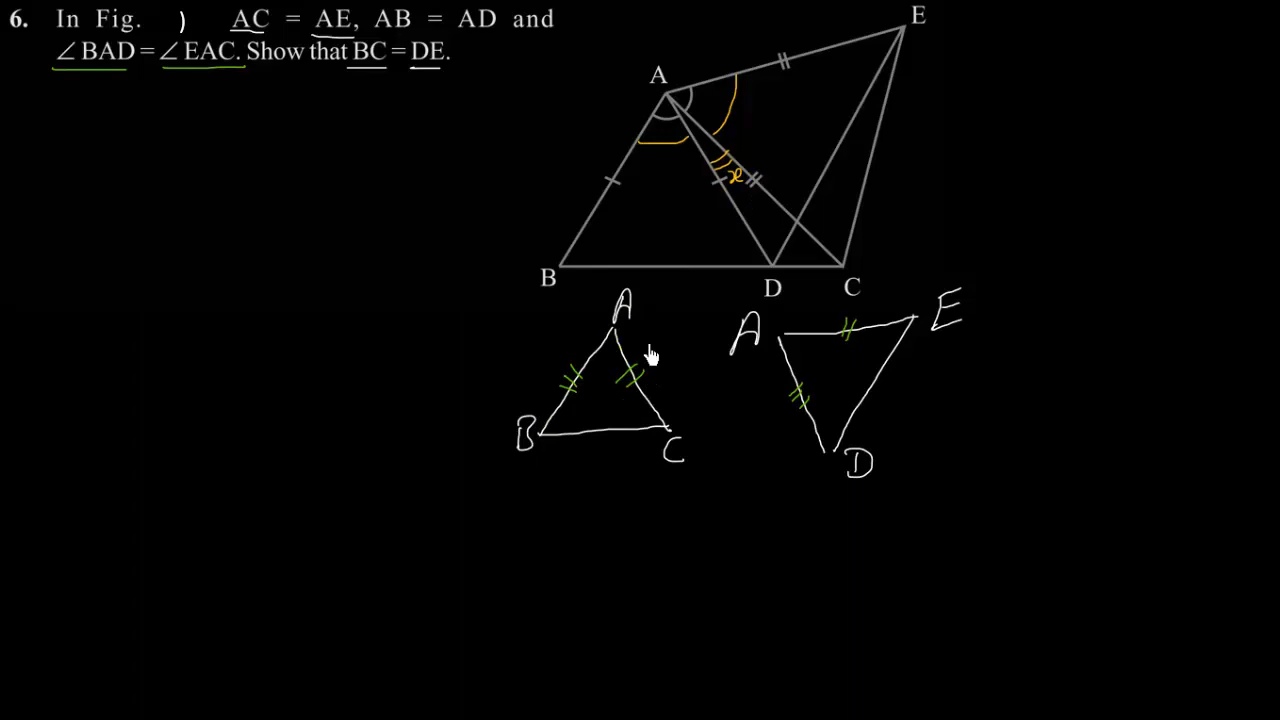 6. In Fig. ) AC = AE, AB = AD and
∠BAD = ∠EAC. Show that BC = DE.
E
A
x
B
D
C
A
E
A
B
C
D